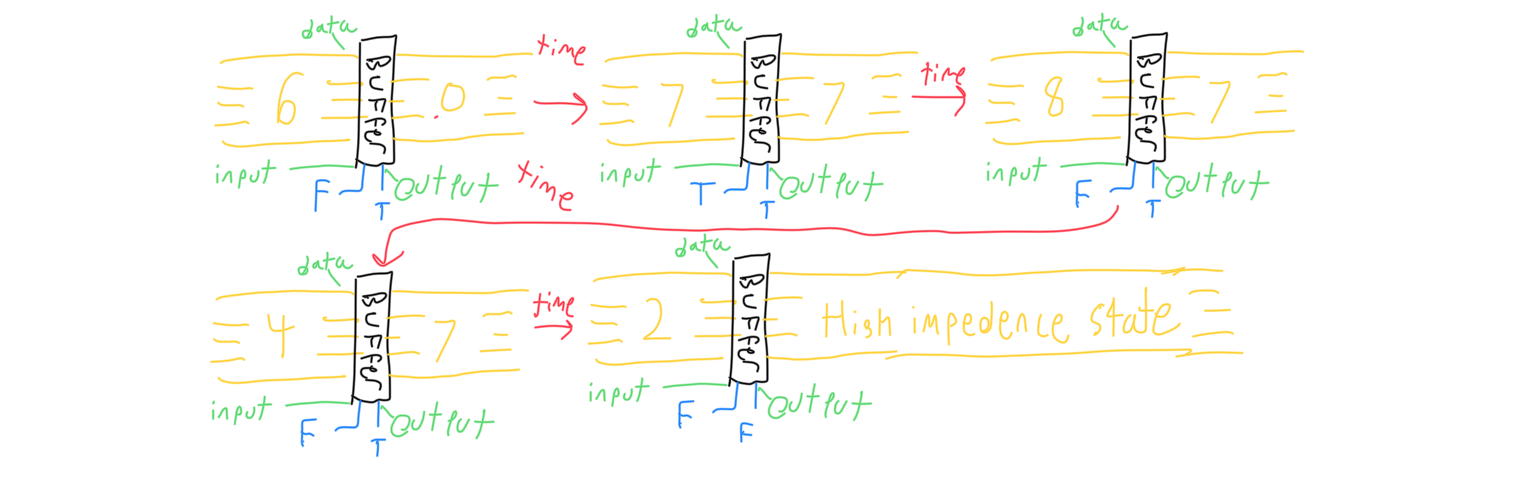 data
time
data
time
data
6 BUFFer 0
7 BUFFer 7
8 BUFFer 7
input F T output
time
input T T output
input F T output
data
data
4 BUFFer 7
time
2 BUFFer High impedence state
input F T output
input F F output